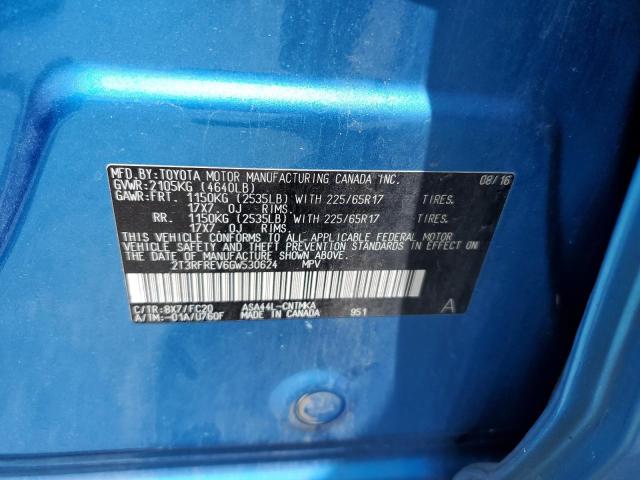 MFD.BY:TOYOTA MOTOR MANUFACTURING CANADA INC. 08/16
GVWR:2105KG (4640LB)
GAWR:FRT. 1150KG (2535LB) WITH 225/65R17 TIRES.
17X7 0J RIMS.
RR. 1150KG (2535LB) WITH 225/65R17 TIRES.
17X7 0J RIMS.
THIS VEHICLE CONFORMS TO ALL APPLICABLE FEDERAL MOTOR
VEHICLE SAFETY AND THEFT PREVENTION STANDARDS IN EFFECT ON
THE DATE OF MANUFACTURE SHOWN ABOVE.
2T3RFREV6GW530624 MPV
C/TR:8X7/FC20 ASA44L-CNTMKA A
A/TM:-01A/U760F MADE IN CANADA 951